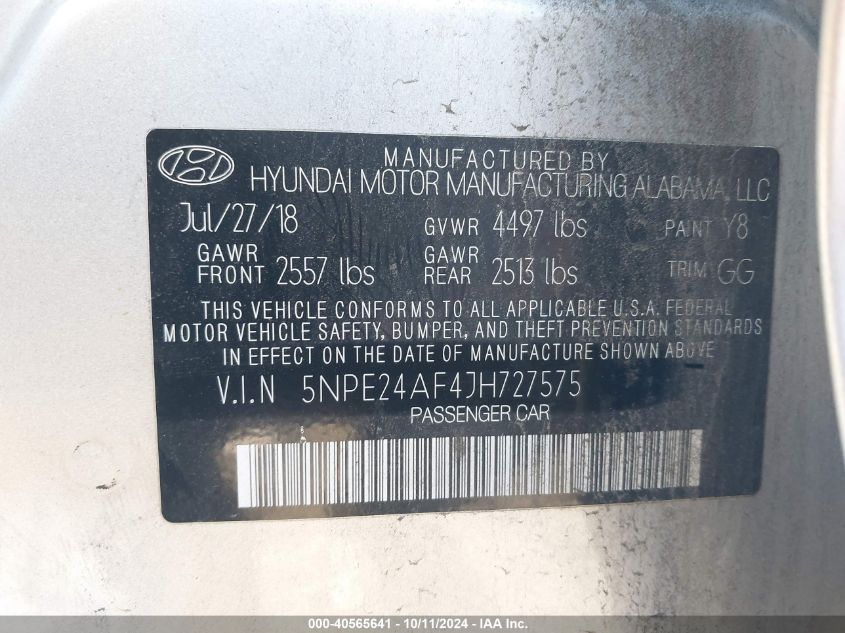 MANUFACTURED BY
HYUNDAI MOTOR MANUFACTURING ALABAMA, LLC
Jul/27/18 GVWR 4497 lbs PAINT Y8
GAWR FRONT 2557 lbs GAWR REAR 2513 lbs TRIM GG
THIS VEHICLE CONFORMS TO ALL APPLICABLE U.S.A. FEDERAL
MOTOR VEHICLE SAFETY, BUMPER, AND THEFT PREVENTION STANDARDS
IN EFFECT ON THE DATE OF MANUFACTURE SHOWN ABOVE
V.I.N 5NPE24AF4JH727575
PASSENGER CAR
000-40565641 - 10/11/2024 - IAA Inc.